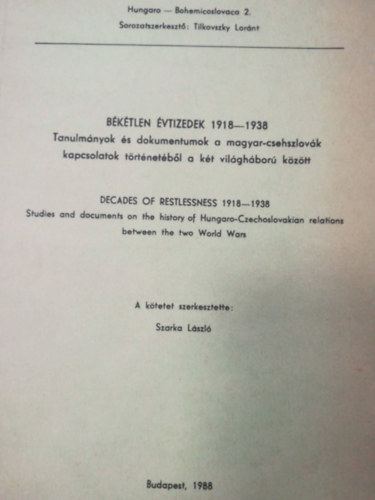 Hungaro — Bohemicoslovaca 2.
Sorozatszerkesztő: Tilkovszky Loránt
BÉKÉTLEN ÉVTIZEDEK 1918—1938
Tanulmányok és dokumentumok a magyar-csehszlovák
kapcsolatok történetéből a két világháború között
DECADES OF RESTLESSNESS 1918—1938
Studies and documents on the history of Hungaro-Czechoslovakian relations
between the two World Wars
A kötetet szerkesztette:
Szarka László
Budapest, 1988